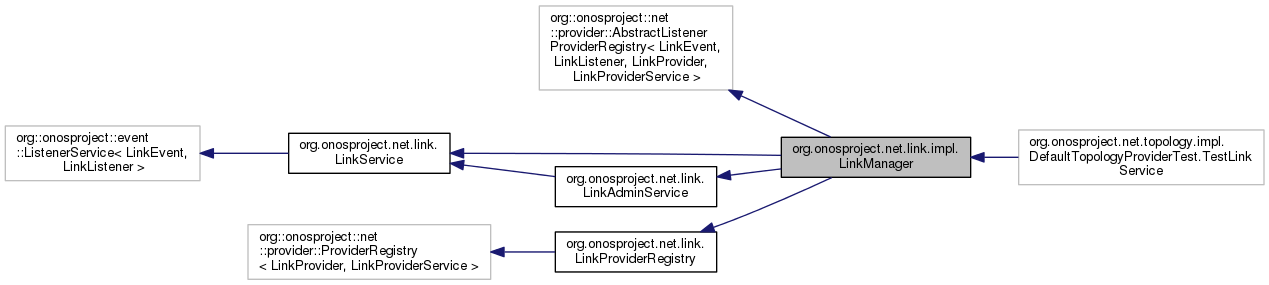 org::onosproject::net
::provider::AbstractListener
ProviderRegistry< LinkEvent,
LinkListener, LinkProvider,
LinkProviderService >
org::onosproject::event
::ListenerService< LinkEvent,
LinkListener >
org.onosproject.net.link.
LinkService
org.onosproject.net.link.impl.
LinkManager
org.onosproject.net.topology.impl.
DefaultTopologyProviderTest.TestLink
Service
org.onosproject.net.link.
LinkAdminService
org::onosproject::net
::provider::ProviderRegistry
< LinkProvider, LinkProviderService >
org.onosproject.net.link.
LinkProviderRegistry